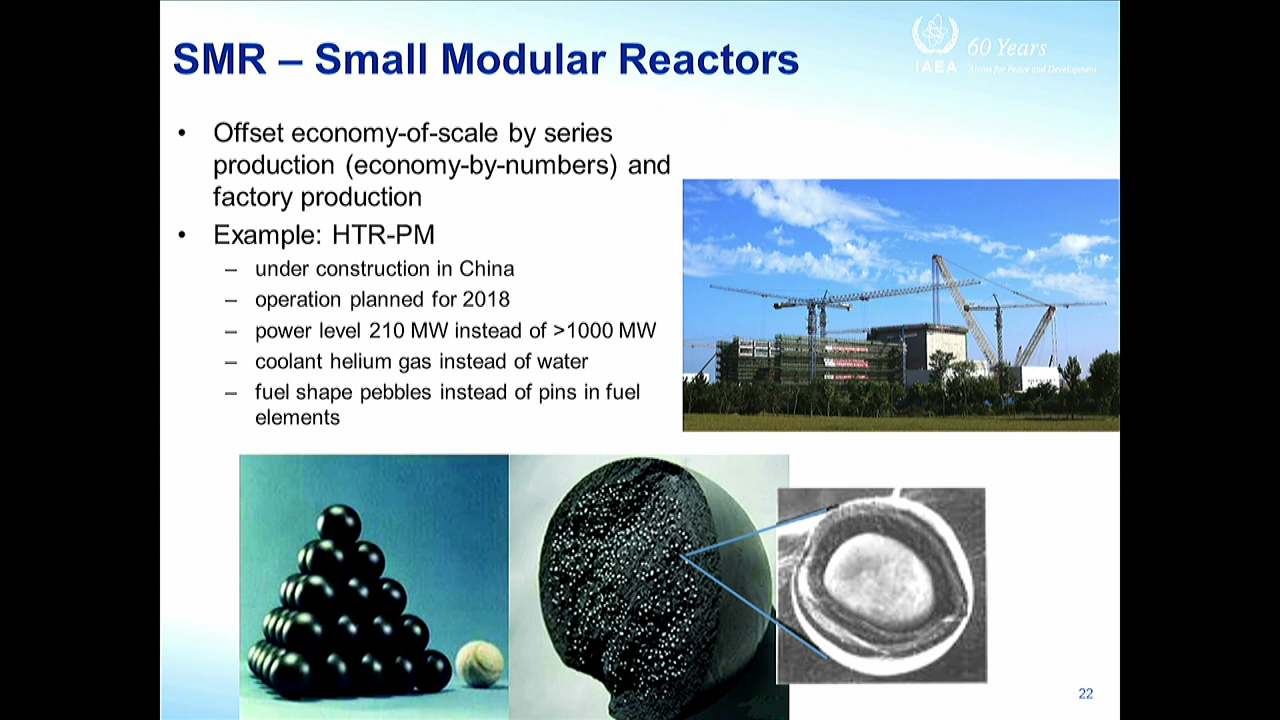 SMR – Small Modular Reactors
60 Years
IAEA
Atoms for Peace and Development
• Offset economy-of-scale by series
production (economy-by-numbers) and
factory production
• Example: HTR-PM
– under construction in China
– operation planned for 2018
– power level 210 MW instead of >1000 MW
– coolant helium gas instead of water
– fuel shape pebbles instead of pins in fuel
elements
22